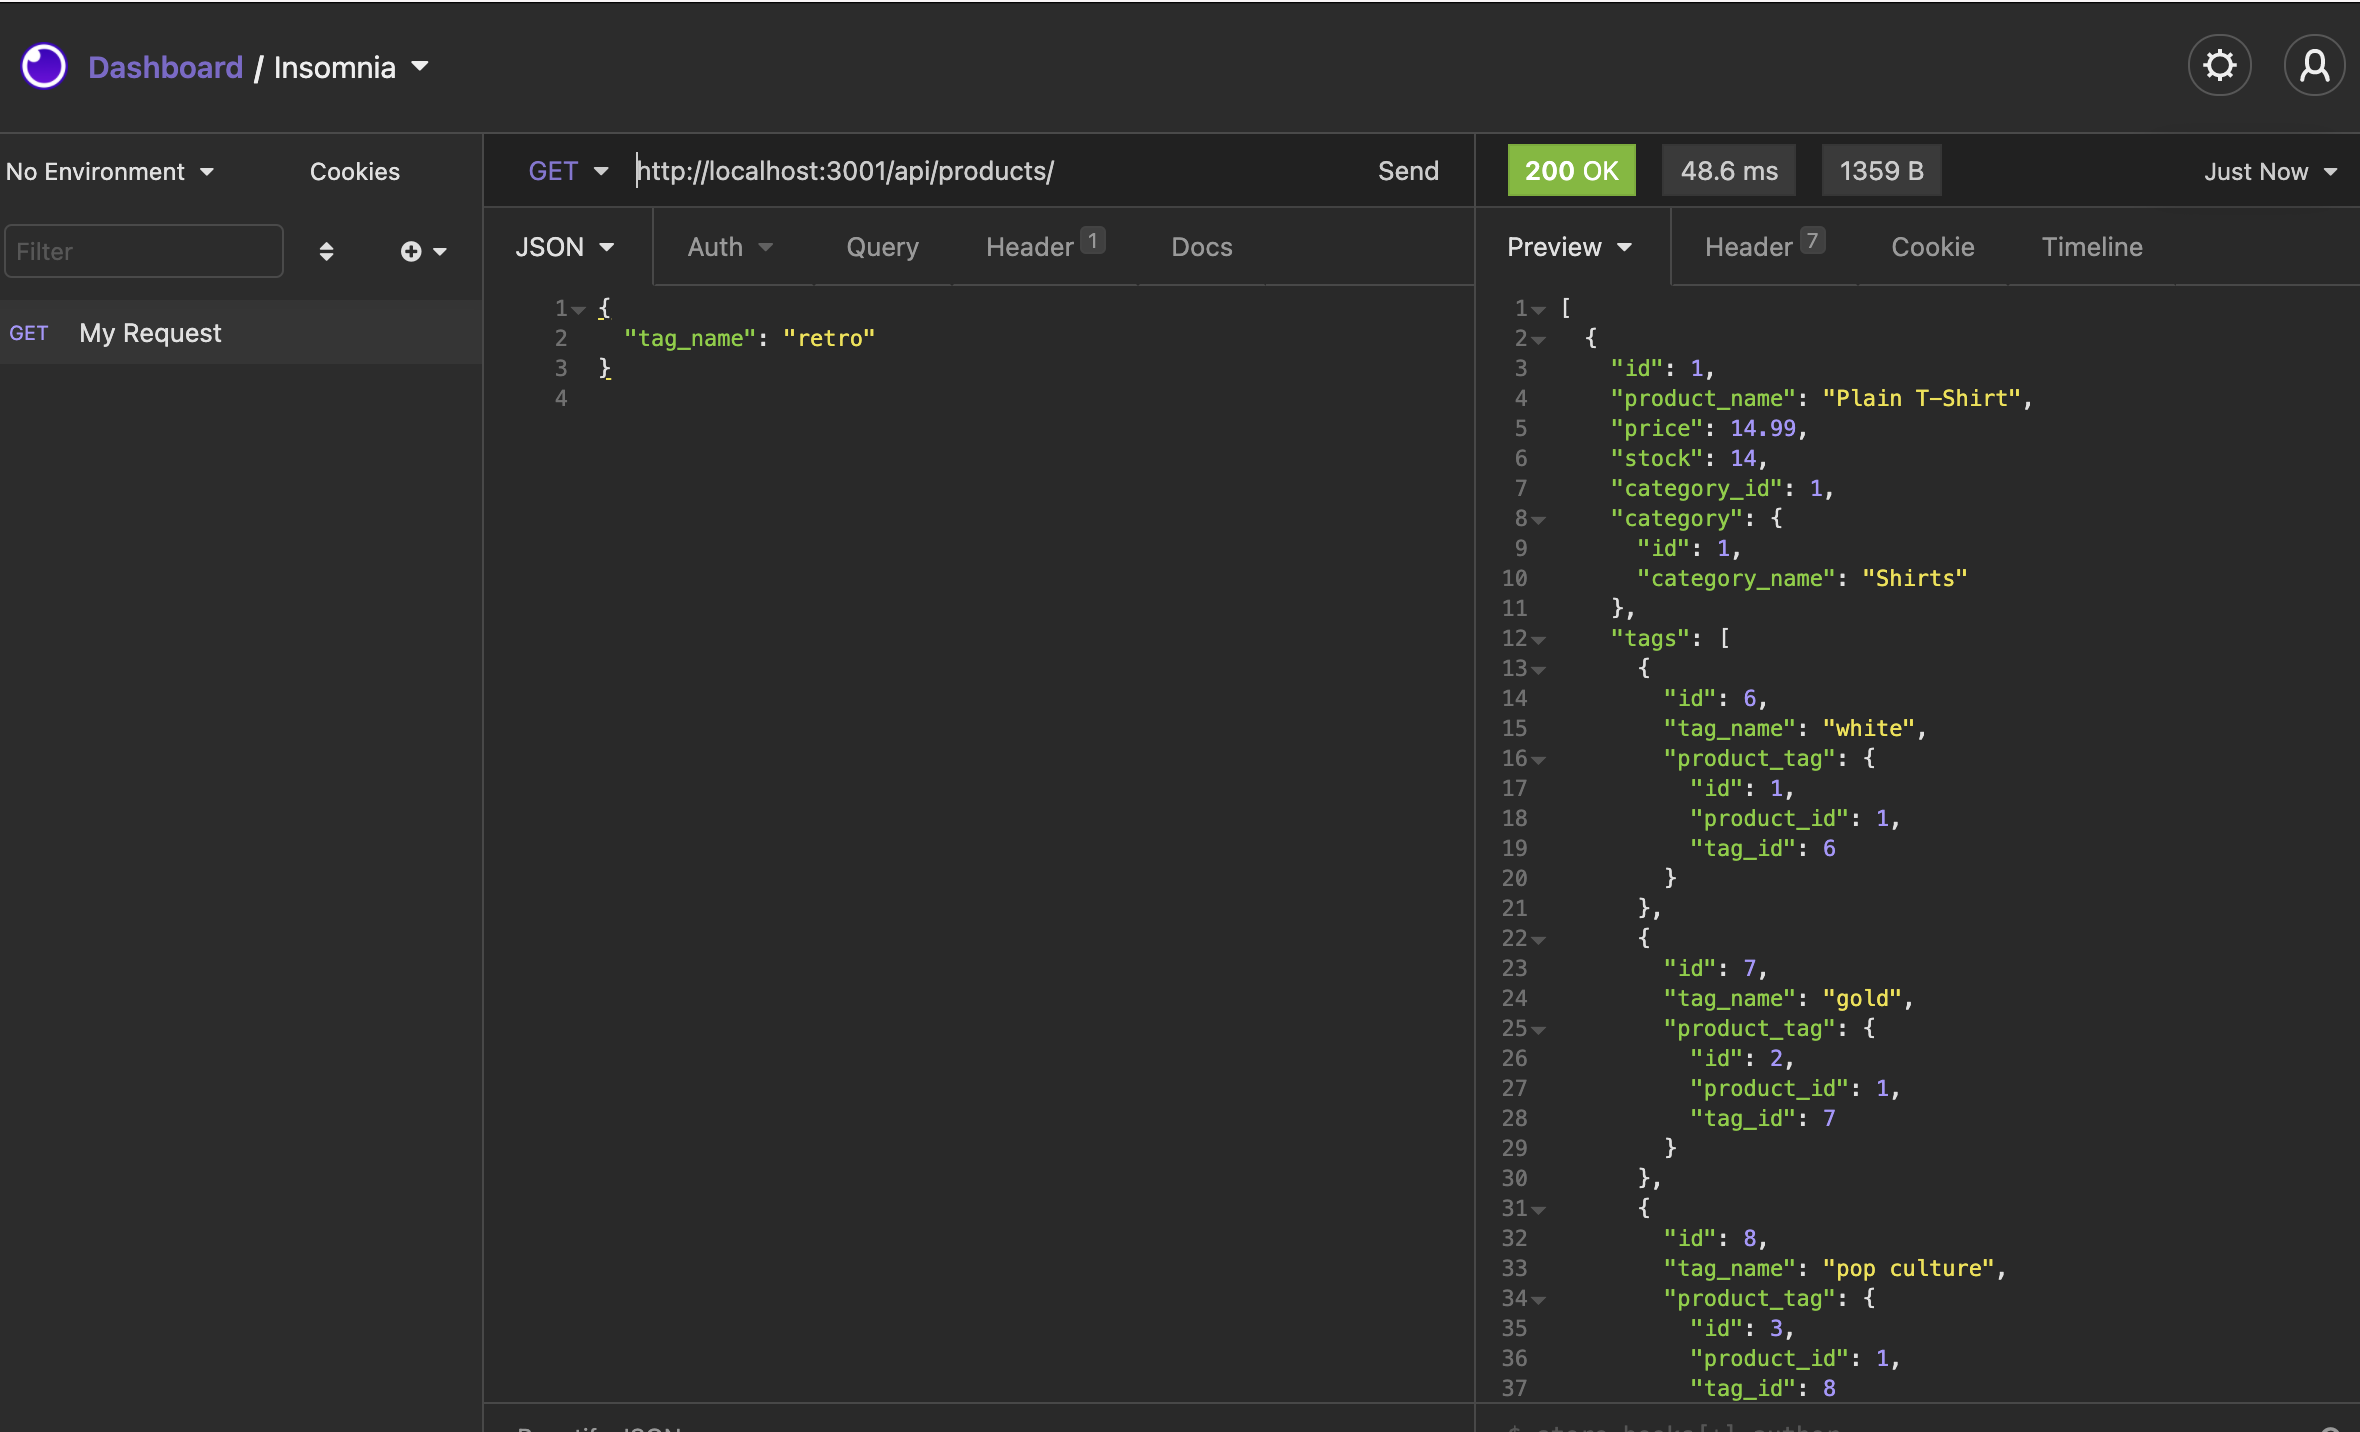 Dashboard / Insomnia
No Environment
Cookies
Filter
GET My Request
GET http://localhost:3001/api/products/ Send
JSON Auth Query Header 1 Docs
1 {
2 "tag_name": "retro"
3 }
4
200 OK 48.6 ms 1359 B Just Now
Preview Header 7 Cookie Timeline
1 [
2 {
3 "id": 1,
4 "product_name": "Plain T-Shirt",
5 "price": 14.99,
6 "stock": 14,
7 "category_id": 1,
8 "category": {
9 "id": 1,
10 "category_name": "Shirts"
11 },
12 "tags": [
13 {
14 "id": 6,
15 "tag_name": "white",
16 "product_tag": {
17 "id": 1,
18 "product_id": 1,
19 "tag_id": 6
20 }
21 },
22 {
23 "id": 7,
24 "tag_name": "gold",
25 "product_tag": {
26 "id": 2,
27 "product_id": 1,
28 "tag_id": 7
29 }
30 },
31 {
32 "id": 8,
33 "tag_name": "pop culture",
34 "product_tag": {
35 "id": 3,
36 "product_id": 1,
37 "tag_id": 8